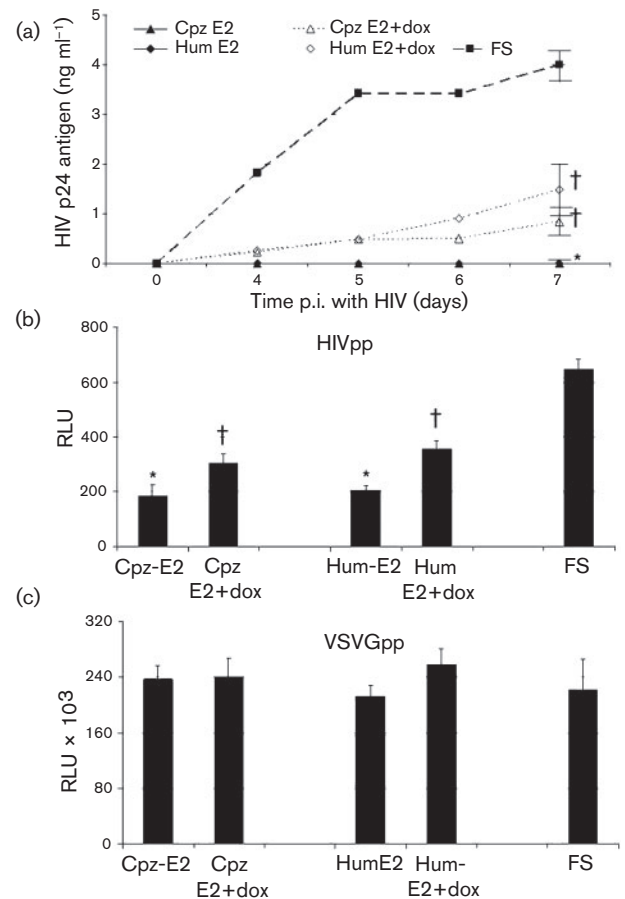 (a)
Cpz E2 Cpz E2+dox
Hum E2 Hum E2+dox FS
HIV p24 antigen (ng ml⁻¹)
5
4
3
2
1
0
0 4 5 6 7
†
†
*
Time p.i. with HIV (days)
(b)
HIVpp
RLU
800
600
400
200
0
* † * †
Cpz-E2 Cpz Hum-E2 Hum FS
E2+dox E2+dox
(c)
VSVGpp
RLU × 10³
320
240
160
80
0
Cpz-E2 Cpz HumE2 Hum- FS
E2+dox E2+dox